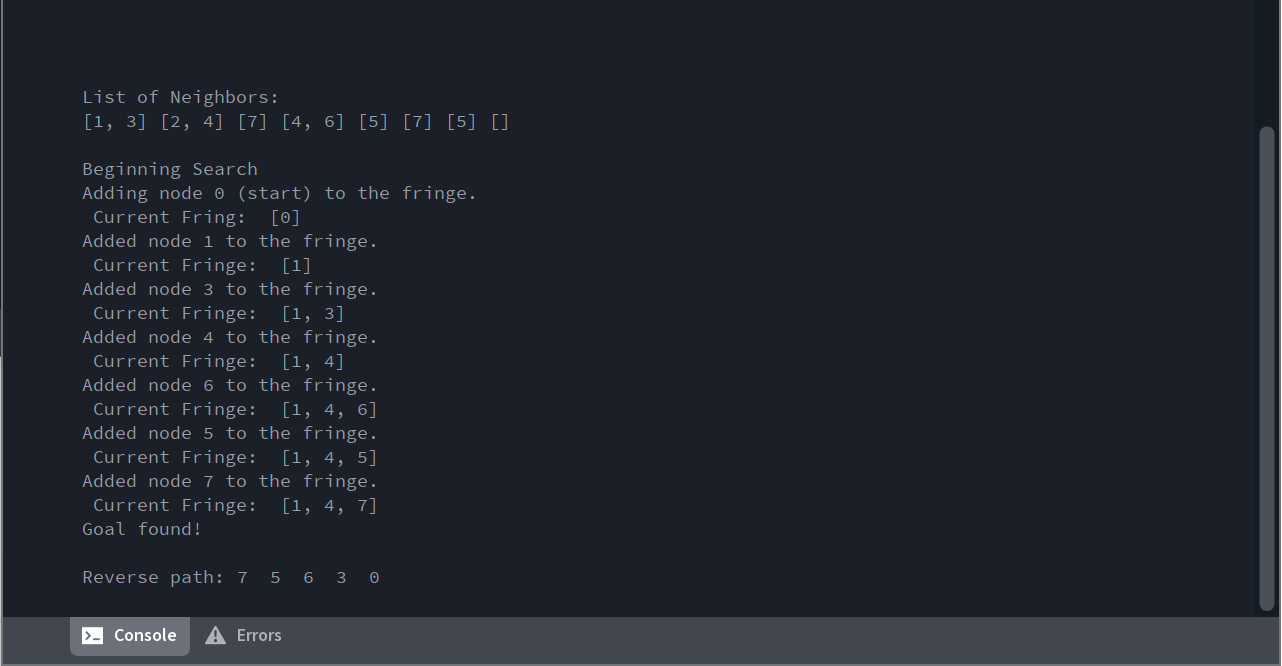 List of Neighbors:
[1, 3] [2, 4] [7] [4, 6] [5] [7] [5] []
Beginning Search
Adding node 0 (start) to the fringe.
Current Fring:  [0]
Added node 1 to the fringe.
Current Fringe:  [1]
Added node 3 to the fringe.
Current Fringe:  [1, 3]
Added node 4 to the fringe.
Current Fringe:  [1, 4]
Added node 6 to the fringe.
Current Fringe:  [1, 4, 6]
Added node 5 to the fringe.
Current Fringe:  [1, 4, 5]
Added node 7 to the fringe.
Current Fringe:  [1, 4, 7]
Goal found!
Reverse path: 7  5  6  3  0
Console Errors